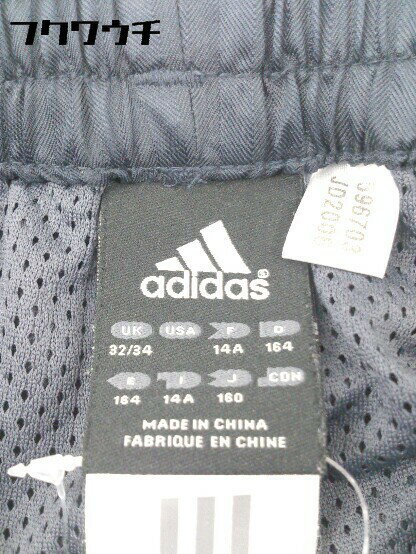 フクワウチ
adidas®
UK USA F D
32/34 14A 164
E I J CDN
164 14A 160
MADE IN CHINA
FABRIQUE EN CHINE